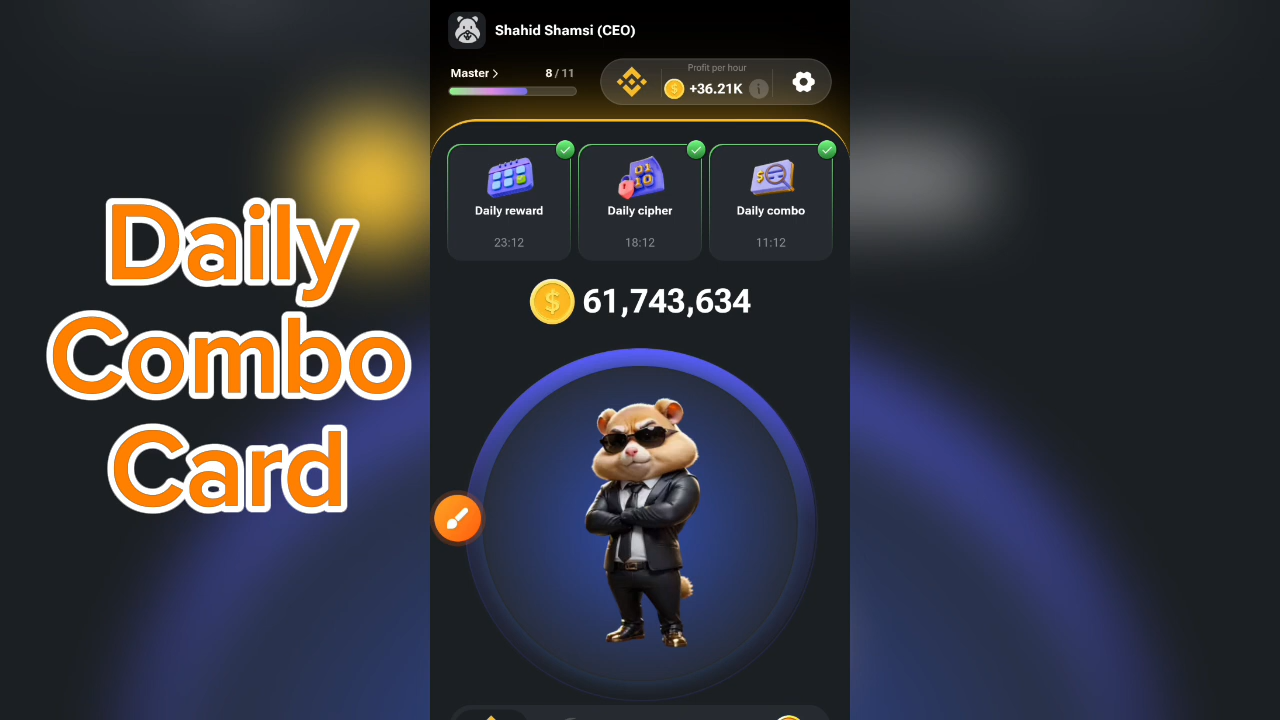 Daily
Combo
Card
Shahid Shamsi (CEO)
Master
8 / 11
Profit per hour
+36.21K
Daily reward
23:12
Daily cipher
18:12
Daily combo
11:12
61,743,634